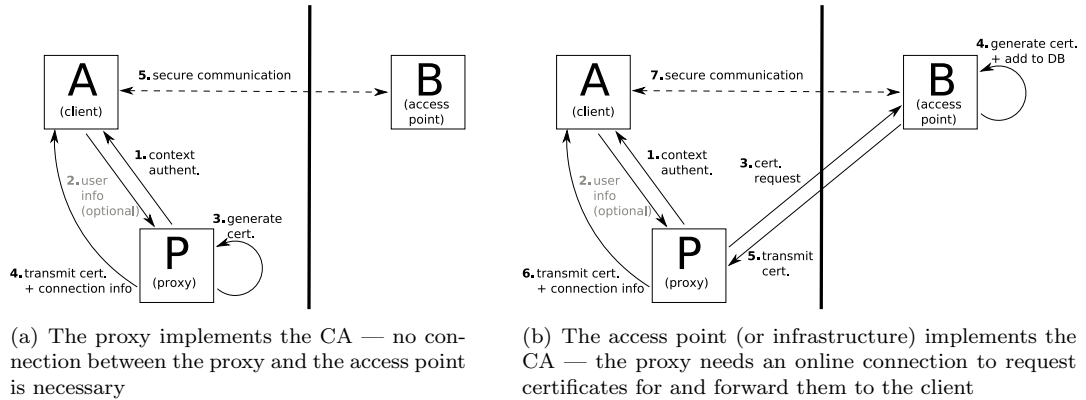 A
(client)
5. secure communication
B
(access
point)
1. context
authent.
2. user
info
(optional)
3. generate
cert.
P
(proxy)
4. transmit cert.
+ connection info
(a) The proxy implements the CA — no con-
nection between the proxy and the access point
is necessary
A
(client)
7. secure communication
B
(access
point)
4. generate cert.
+ add to DB
1. context
authent.
2. user
info
(optional)
3. cert.
request
P
(proxy)
5. transmit
cert.
6. transmit cert.
+ connection info
(b) The access point (or infrastructure) implements the
CA — the proxy needs an online connection to request
certificates for and forward them to the client